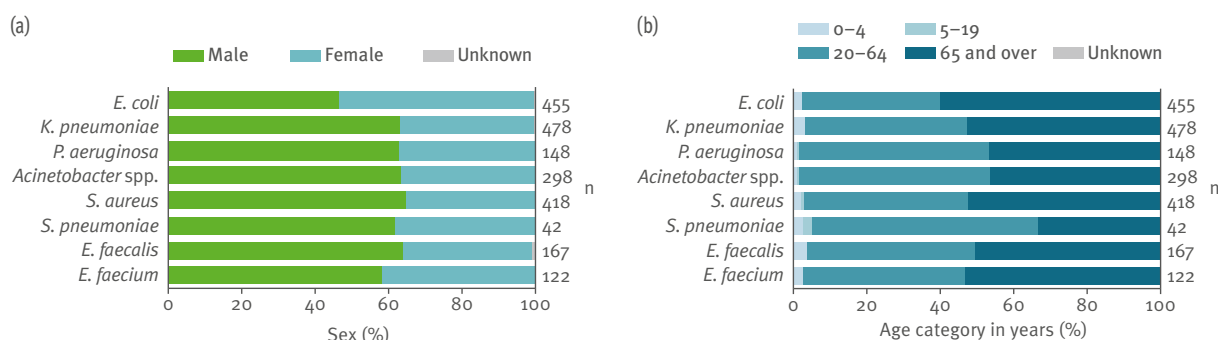 (a)
Male Female Unknown
E. coli 455
K. pneumoniae 478
P. aeruginosa 148
Acinetobacter spp. 298
S. aureus 418
S. pneumoniae 42
E. faecalis 167
E. faecium 122
n
0 20 40 60 80 100
Sex (%)
(b)
0–4 5–19
20–64 65 and over Unknown
E. coli 455
K. pneumoniae 478
P. aeruginosa 148
Acinetobacter spp. 298
S. aureus 418
S. pneumoniae 42
E. faecalis 167
E. faecium 122
n
0 20 40 60 80 100
Age category in years (%)